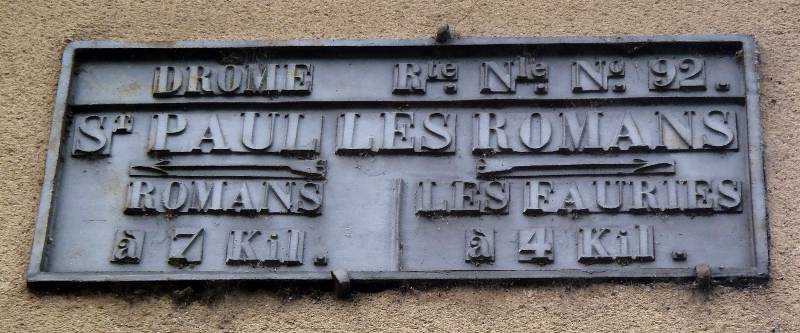 DROME Rte Nle No 92.
St PAUL LES ROMANS
ROMANS LES FAURIES
à 7 Kil. à 4 Kil.